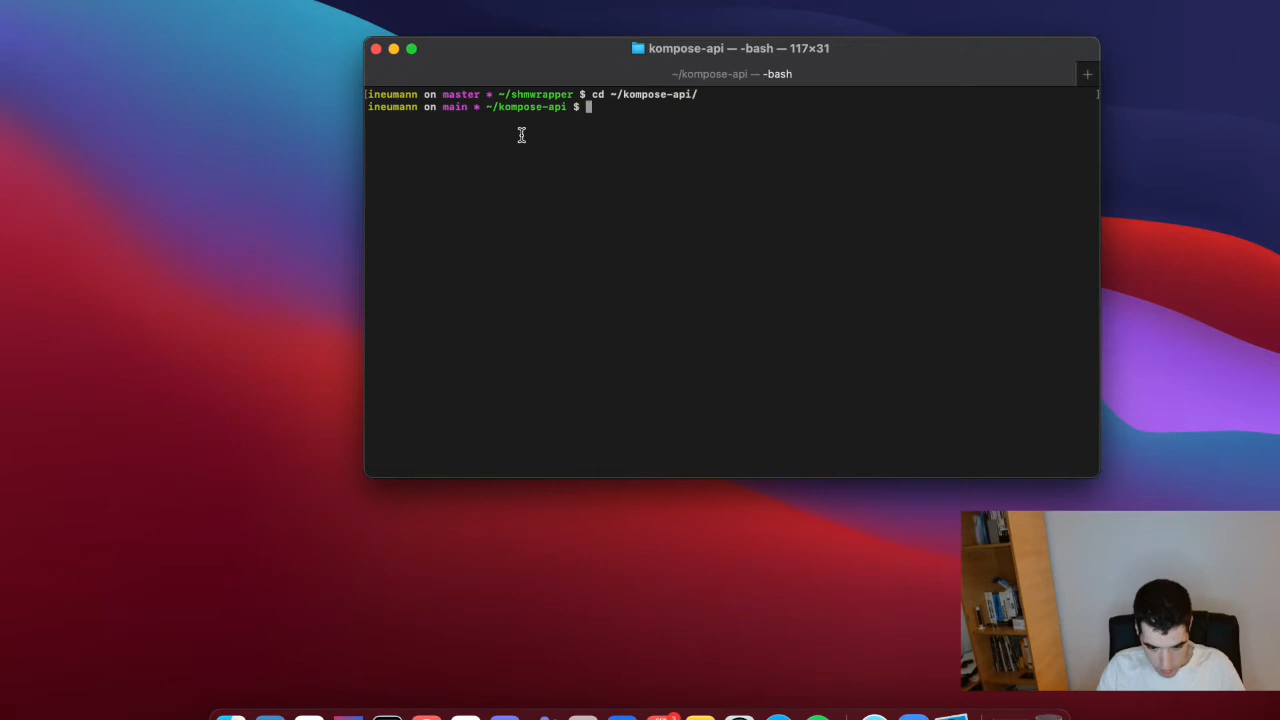 kompose-api — -bash — 117×31
~/kompose-api — -bash
ineumann on master * ~/shmwrapper $ cd ~/kompose-api/
ineumann on main * ~/kompose-api $